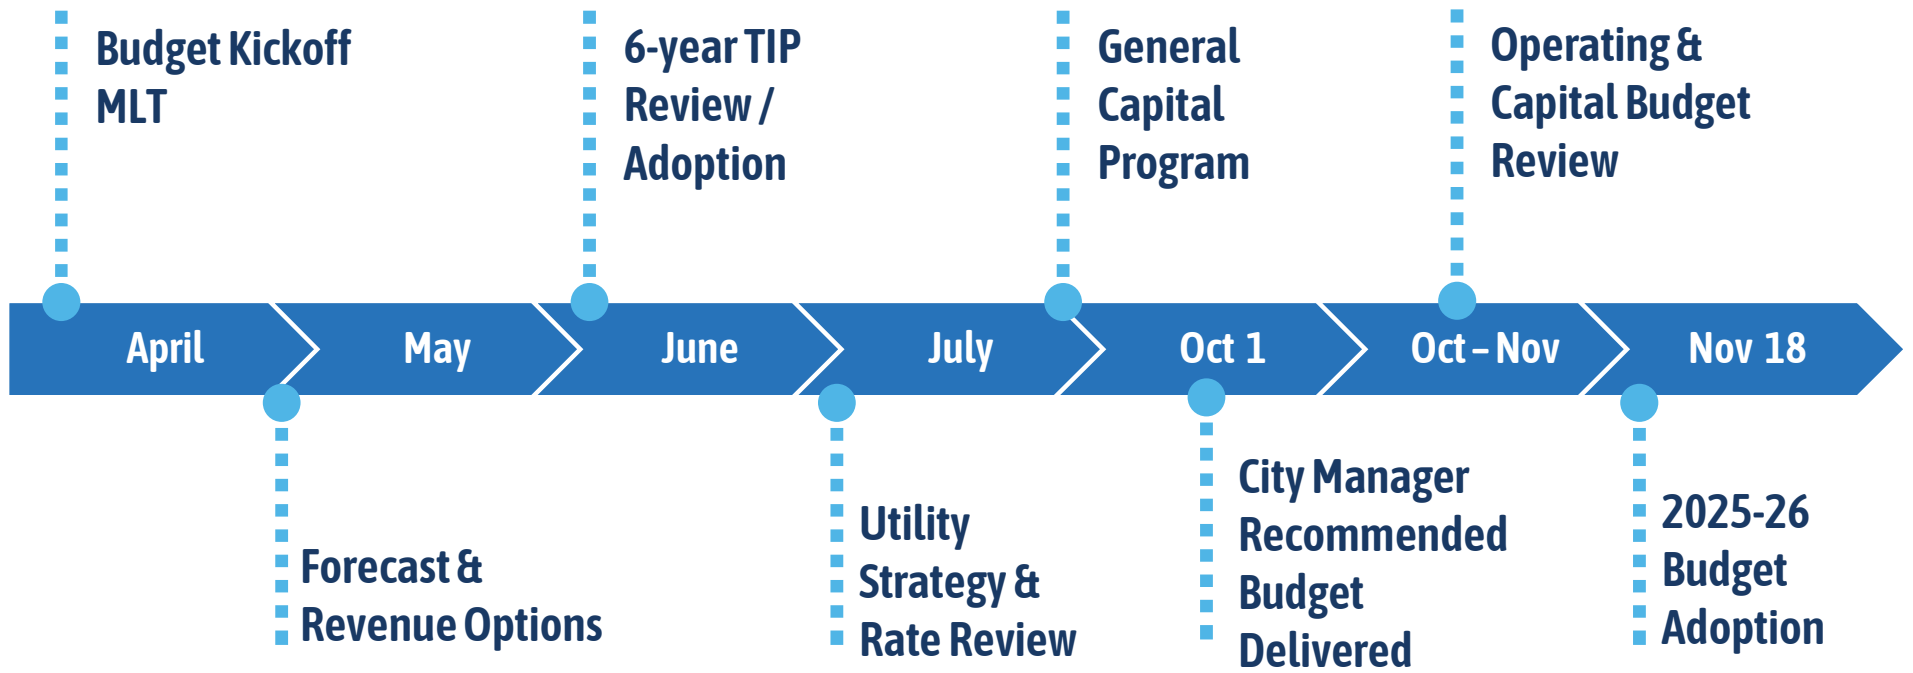 Budget Kickoff
MLT
6-year TIP
Review /
Adoption
General
Capital
Program
Operating &
Capital Budget
Review
April
May
June
July
Oct 1
Oct – Nov
Nov 18
Forecast &
Revenue Options
Utility
Strategy &
Rate Review
City Manager
Recommended
Budget
Delivered
2025-26
Budget
Adoption